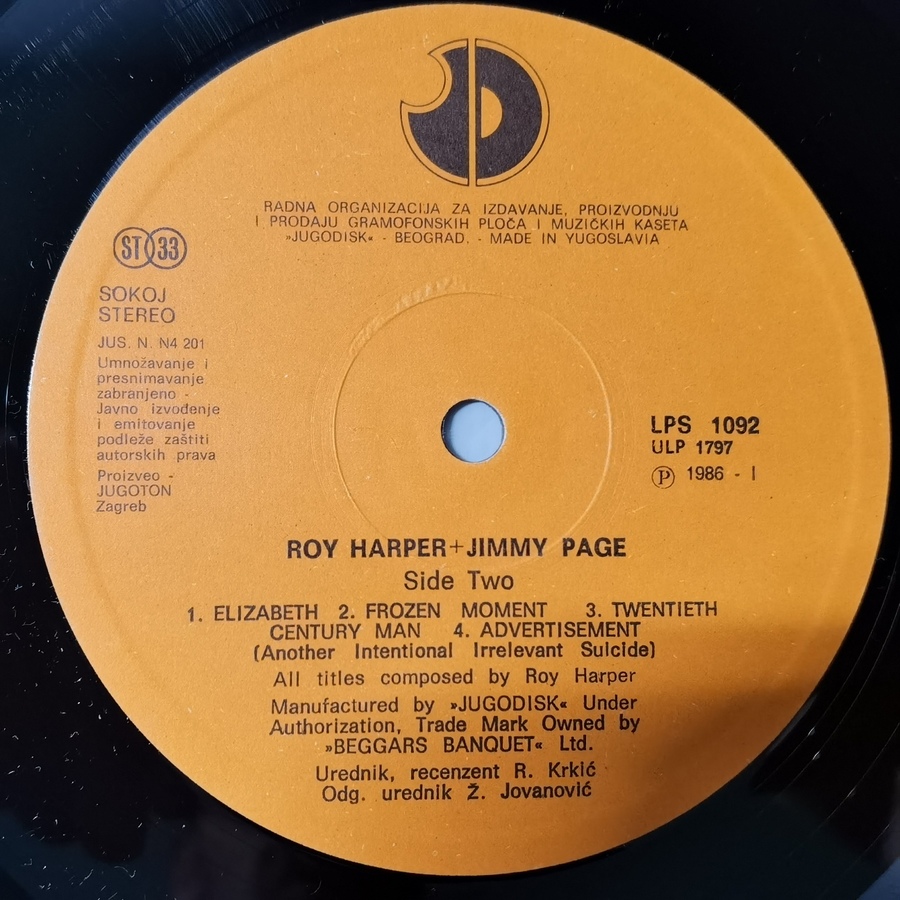 RADNA ORGANIZACIJA ZA IZDAVANJE, PROIZVODNJU
I PRODAJU GRAMOFONSKIH PLOČA I MUZIČKIH KASETA
»JUGODISK« - BEOGRAD. - MADE IN YUGOSLAVIA
ST 33
SOKOJ
STEREO
JUS. N. N4 201
Umnožavanje i
presnimavanje
zabranjeno -
Javno izvođenje
i emitovanje
podleže zaštiti
autorskih prava
Proizveo -
JUGOTON
Zagreb
LPS 1092
ULP 1797
Ⓟ 1986 - I
ROY HARPER+JIMMY PAGE
Side Two
1. ELIZABETH 2. FROZEN MOMENT 3. TWENTIETH
CENTURY MAN 4. ADVERTISEMENT
(Another Intentional Irrelevant Sulcide)
All titles composed by Roy Harper
Manufactured by »JUGODISK« Under
Authorization, Trade Mark Owned by
»BEGGARS BANQUET« Ltd.
Urednik, recenzent R. Krkić
Odg. urednik Ž. Jovanović